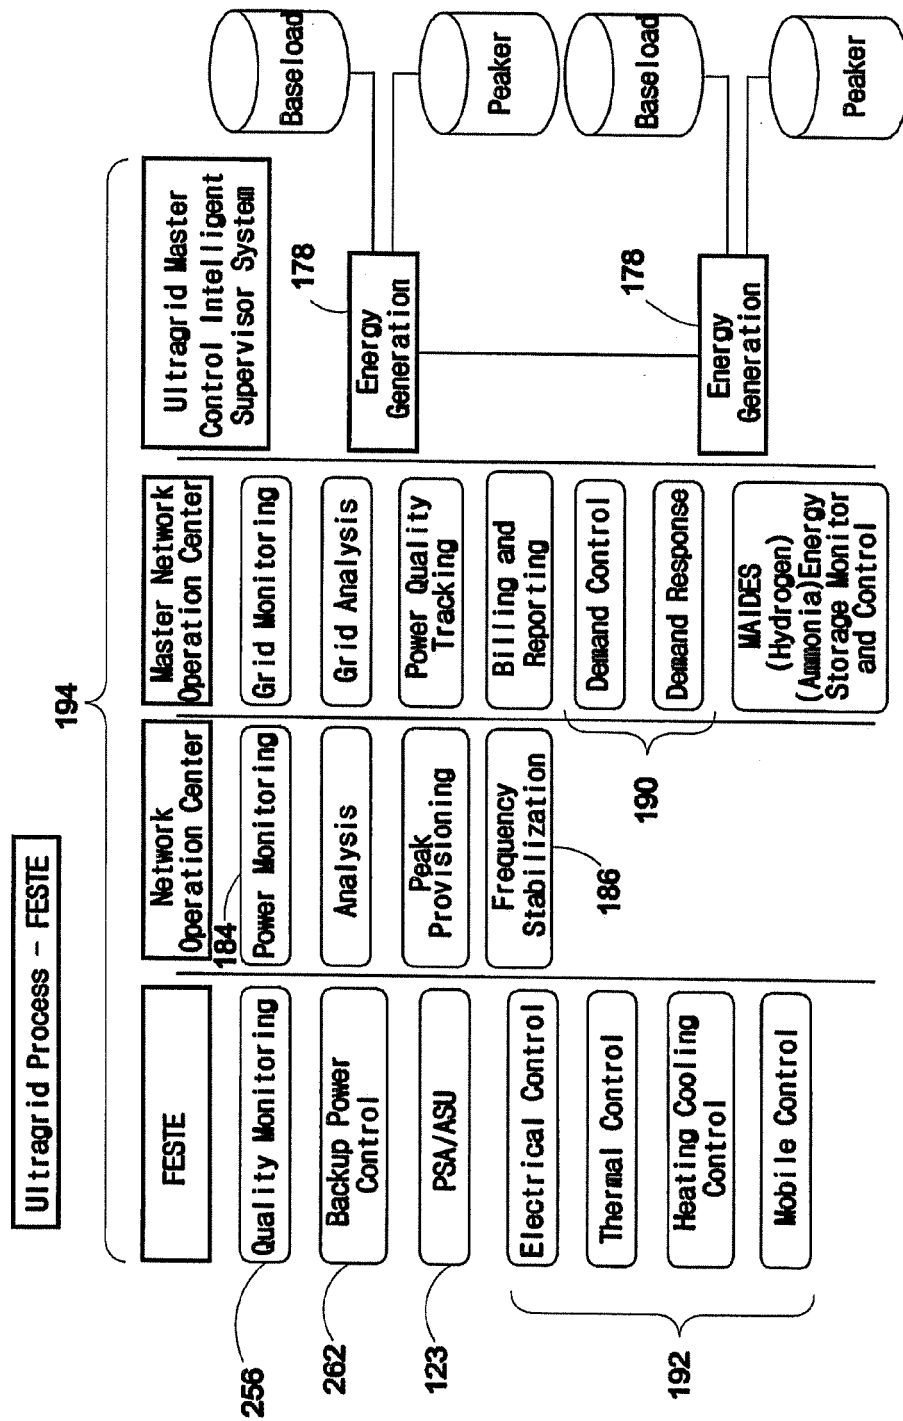 Ultragrid Process - FESTE
194
FESTE
Quality Monitoring
256
Backup Power
Control
262
PSA/ASU
123
Electrical Control
Thermal Control
Heating Cooling
Control
Mobile Control
192
Network
Operation Center
184
Power Monitoring
Analysis
Peak
Provisioning
Frequency
Stabilization
186
Master Network
Operation Center
Grid Monitoring
Grid Analysis
Power Quality
Tracking
Billing and
Reporting
Demand Control
Demand Response
190
MAIDES
(Hydrogen)
(Ammonia)Energy
Storage Monitor
and Control
Ultragrid Master
Control Intelligent
Supervisor System
178
Energy
Generation
Baseload
Peaker
178
Energy
Generation
Baseload
Peaker